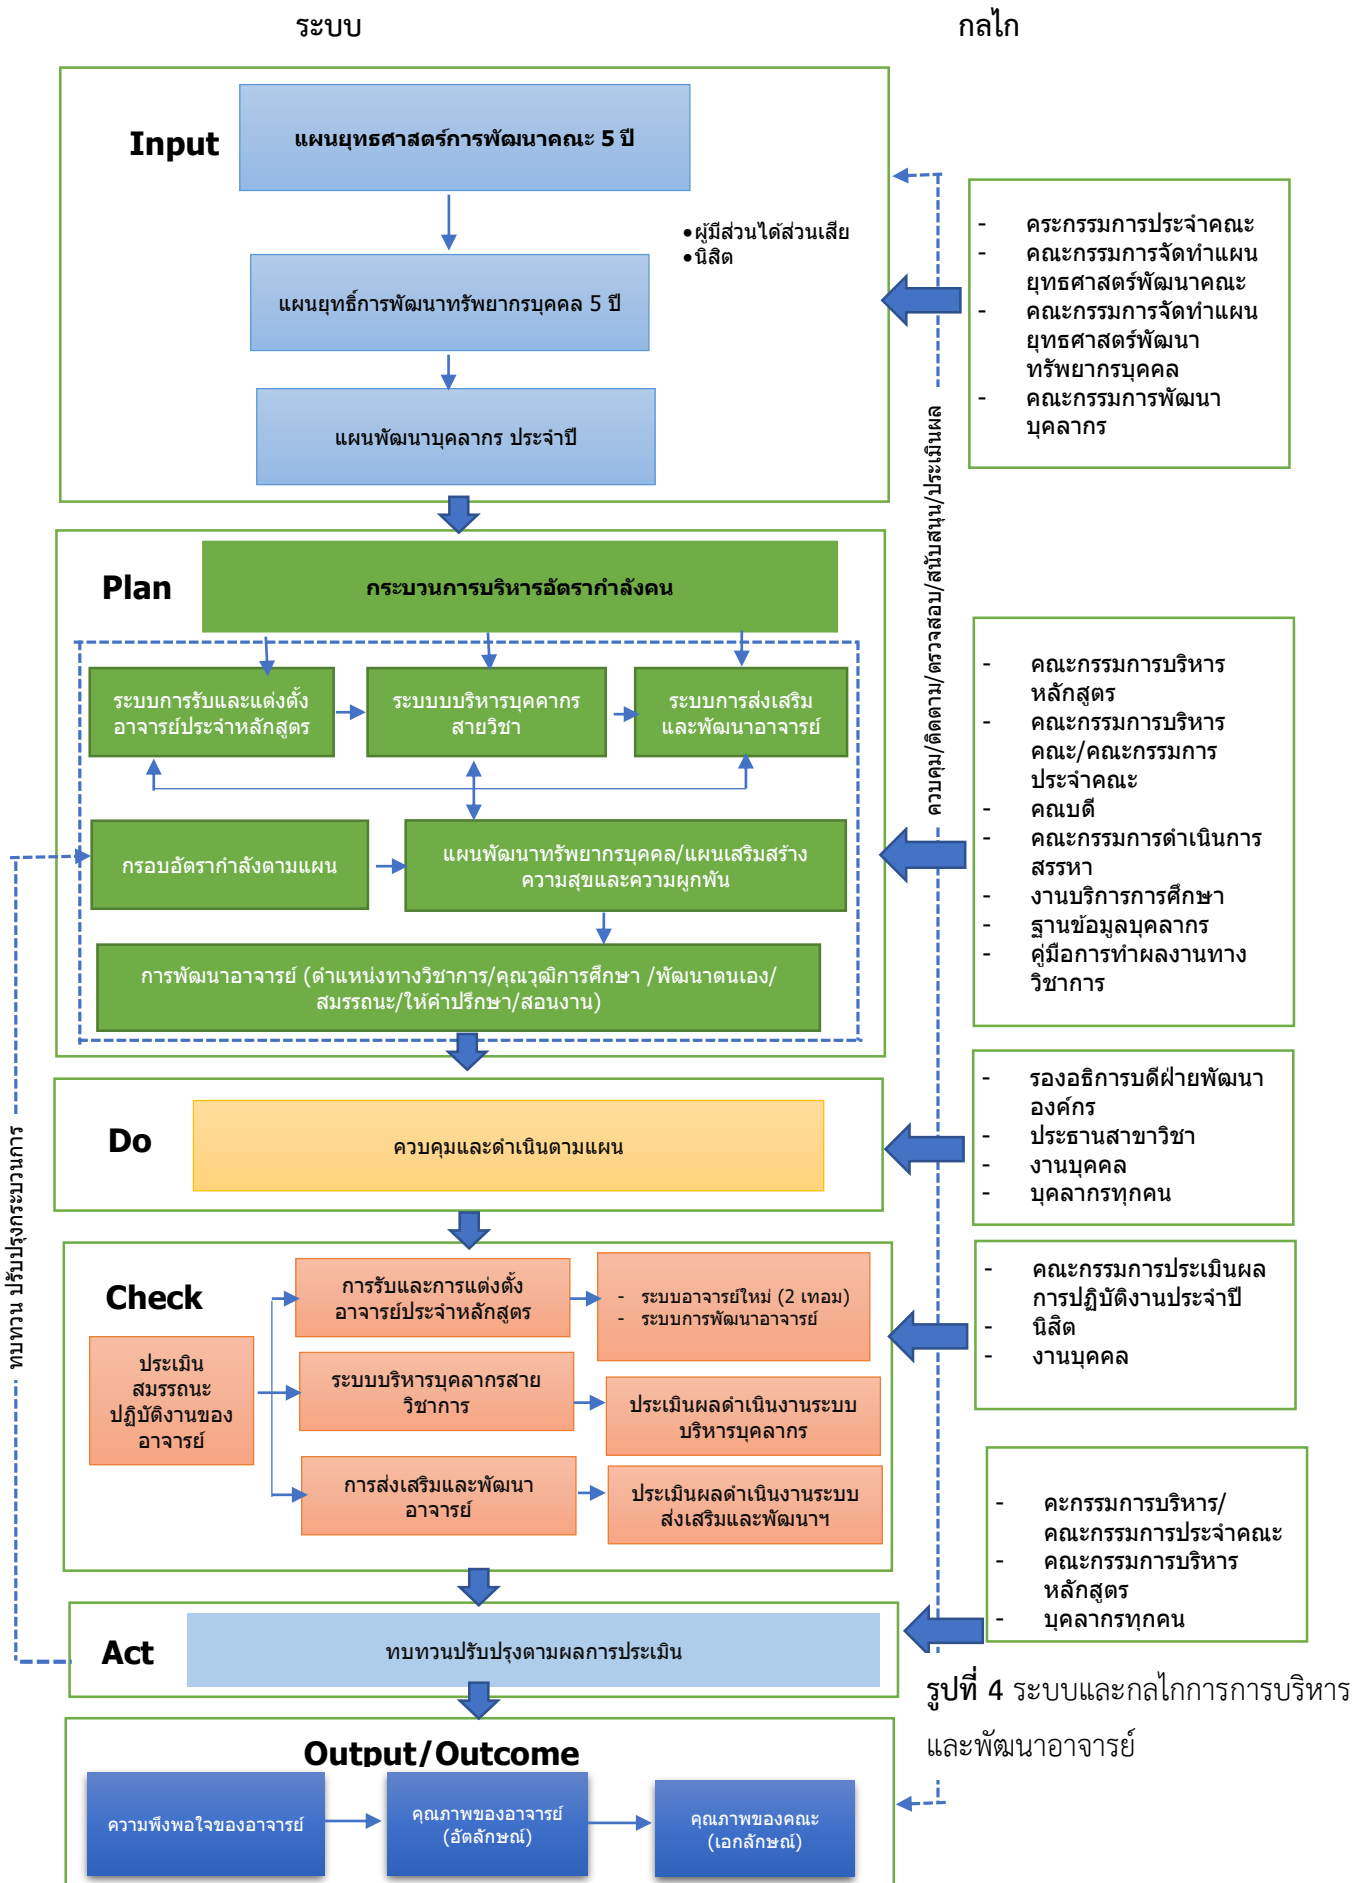 ระบบ
กลไก
Input
แผนยุทธศาสตร์การพัฒนาคณะ 5 ปี
•ผู้มีส่วนได้ส่วนเสีย
•นิสิต
แผนยุทธิ์การพัฒนาทรัพยากรบุคคล 5 ปี
แผนพัฒนาบุคลากร ประจำปี
- คระกรรมการประจำคณะ
- คณะกรรมการจัดทำแผน
ยุทธศาสตร์พัฒนาคณะ
- คณะกรรมการจัดทำแผน
ยุทธศาสตร์พัฒนา
ทรัพยากรบุคคล
- คณะกรรมการพัฒนา
บุคลากร
ควบคุม/ติดตาม/ตรวจสอบ/สนับสนุน/ประเมินผล
Plan
กระบวนการบริหารอัตรากำลังคน
ระบบการรับและแต่งตั้ง
อาจารย์ประจำหลักสูตร
ระบบบบริหารบุคคากร
สายวิชา
ระบบการส่งเสริม
และพัฒนาอาจารย์
กรอบอัตรากำลังตามแผน
แผนพัฒนาทรัพยากรบุคคล/แผนเสริมสร้าง
ความสุขและความผูกพัน
การพัฒนาอาจารย์ (ตำแหน่งทางวิชาการ/คุณวุฒิการศึกษา /พัฒนาตนเอง/
สมรรถนะ/ให้คำปรึกษา/สอนงาน)
- คณะกรรมการบริหาร
หลักสูตร
- คณะกรรมการบริหาร
คณะ/คณะกรรมการ
ประจำคณะ
- คณบดี
- คณะกรรมการดำเนินการ
สรรหา
- งานบริการการศึกษา
- ฐานข้อมูลบุคลากร
- คู่มือการทำผลงานทาง
วิชาการ
ทบทวน ปรับปรุงกระบวนการ
Do
ควบคุมและดำเนินตามแผน
- รองอธิการบดีฝ่ายพัฒนา
องค์กร
- ประธานสาขาวิชา
- งานบุคคล
- บุคลากรทุกคน
Check
ประเมิน
สมรรถนะ
ปฏิบัติงานของ
อาจารย์
การรับและการแต่งตั้ง
อาจารย์ประจำหลักสูตร
- ระบบอาจารย์ใหม่ (2 เทอม)
- ระบบการพัฒนาอาจารย์
ระบบบริหารบุคลากรสาย
วิชาการ
ประเมินผลดำเนินงานระบบ
บริหารบุคลากร
การส่งเสริมและพัฒนา
อาจารย์
ประเมินผลดำเนินงานระบบ
ส่งเสริมและพัฒนาฯ
- คณะกรรมการประเมินผล
การปฏิบัติงานประจำปี
- นิสิต
- งานบุคคล
- คะกรรมการบริหาร/
คณะกรรมการประจำคณะ
- คณะกรรมการบริหาร
หลักสูตร
- บุคลากรทุกคน
Act
ทบทวนปรับปรุงตามผลการประเมิน
รูปที่ 4 ระบบและกลไกการการบริหาร
และพัฒนาอาจารย์
Output/Outcome
ความพึงพอใจของอาจารย์
คุณภาพของอาจารย์
(อัตลักษณ์)
คุณภาพของคณะ
(เอกลักษณ์)